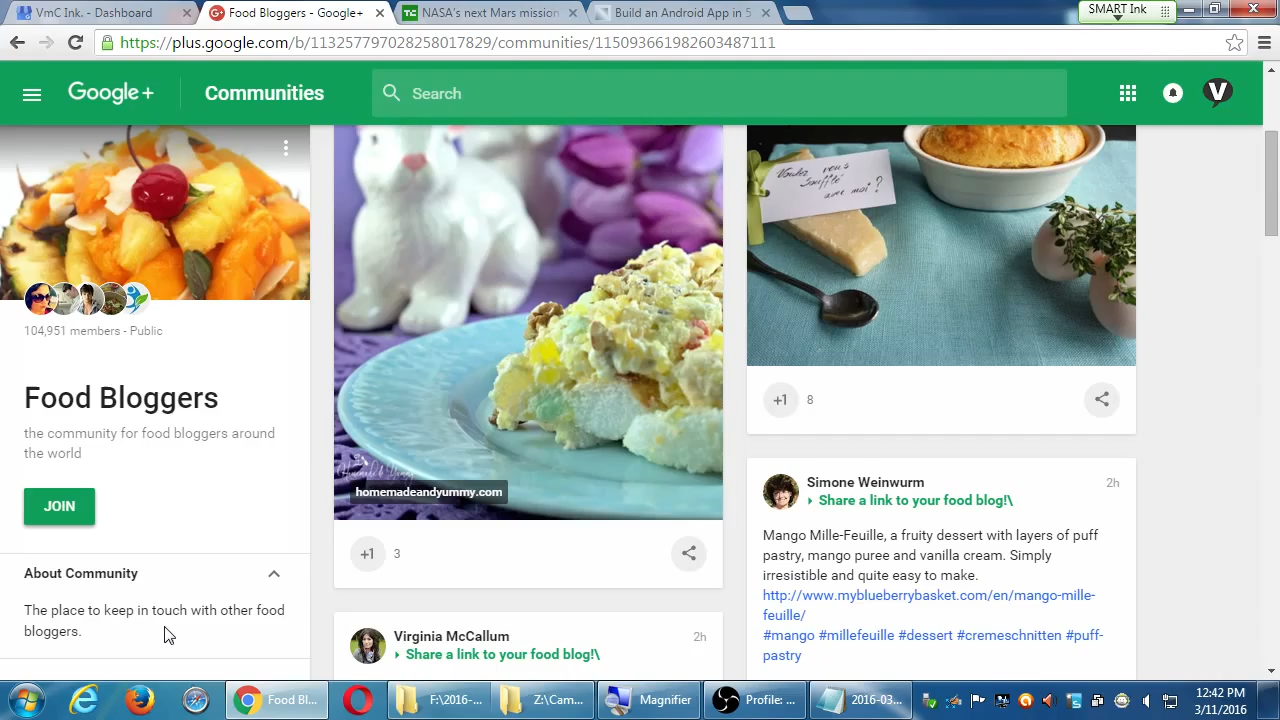 VmC Ink. - Dashboard
Food Bloggers - Google+
NASA's next Mars mission
Build an Android App in 5
SMART Ink
https://plus.google.com/b/113257797028258017829/communities/115093661982603487111
Google+
Communities
Search
V
104,951 members - Public
Food Bloggers
the community for food bloggers around
the world
JOIN
About Community
The place to keep in touch with other food
bloggers.
homemadeandyummy.com
+1
3
Virginia McCallum
2h
Share a link to your food blog!\
Voulez vous
soufflé
avec moi ?
+1
8
Simone Weinwurm
2h
Share a link to your food blog!\
Mango Mille-Feuille, a fruity dessert with layers of puff
pastry, mango puree and vanilla cream. Simply
irresistible and quite easy to make.
http://www.myblueberrybasket.com/en/mango-mille-
feuille/
#mango #millefeuille #dessert #cremeschnitten #puff-
pastry
Food Bl...
F:\2016-...
Z:\Cam...
Magnifier
Profile: ...
2016-03...
12:42 PM
3/11/2016